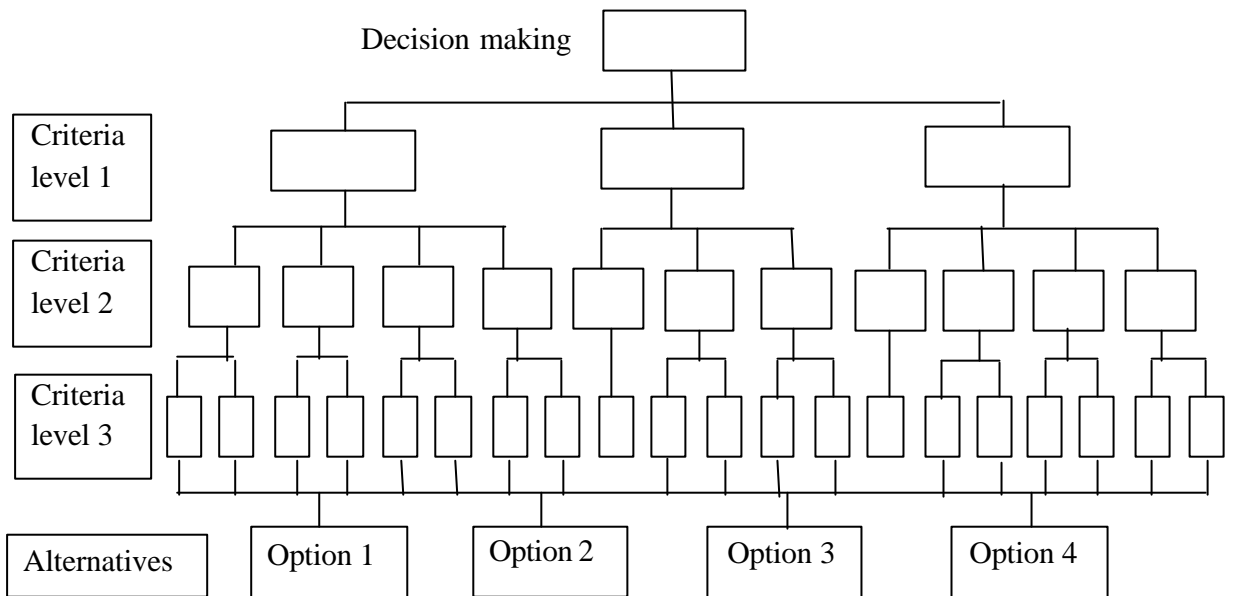 Decision making
Criteria
level 1
Criteria
level 2
Criteria
level 3
Alternatives
Option 1
Option 2
Option 3
Option 4